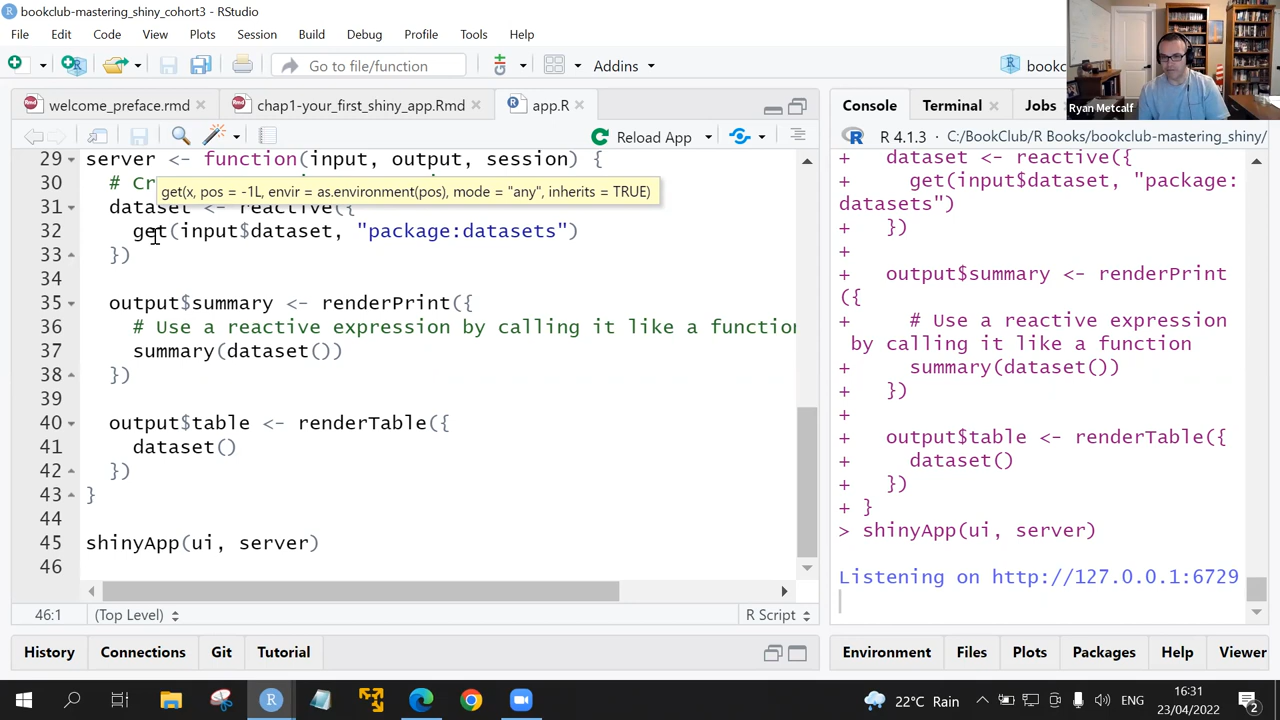 bookclub-mastering_shiny_cohort3 - RStudio
File Edit Code View Plots Session Build Debug Profile Tools Help
Go to file/function
Addins
bookc
Ryan Metcalf
welcome_preface.rmd
chap1-your_first_shiny_app.Rmd
app.R
Reload App
29 server <- function(input, output, session) {
30 # Cr
get(x, pos = -1L, envir = as.environment(pos), mode = "any", inherits = TRUE)
31 dataset <- reactive({
32 get(input$dataset, "package:datasets")
33 })
34
35 output$summary <- renderPrint({
36 # Use a reactive expression by calling it like a function
37 summary(dataset())
38 })
39
40 output$table <- renderTable({
41 dataset()
42 })
43 }
44
45 shinyApp(ui, server)
46
46:1 (Top Level) R Script
History Connections Git Tutorial
Console Terminal Jobs
R 4.1.3 · C:/BookClub/R Books/bookclub-mastering_shiny/
+ dataset <- reactive({
+ get(input$dataset, "package:
datasets")
+ })
+
+ output$summary <- renderPrint
({
+ # Use a reactive expression
by calling it like a function
+ summary(dataset())
+ })
+
+ output$table <- renderTable({
+ dataset()
+ })
+ }
> shinyApp(ui, server)
Listening on http://127.0.0.1:6729
Environment Files Plots Packages Help Viewer
22°C Rain
ENG
16:31
23/04/2022
2